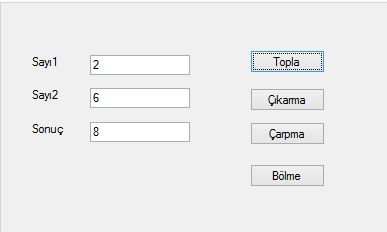 Sayı1 2 Topla
Sayı2 6 Çıkarma
Sonuç 8 Çarpma
Bölme